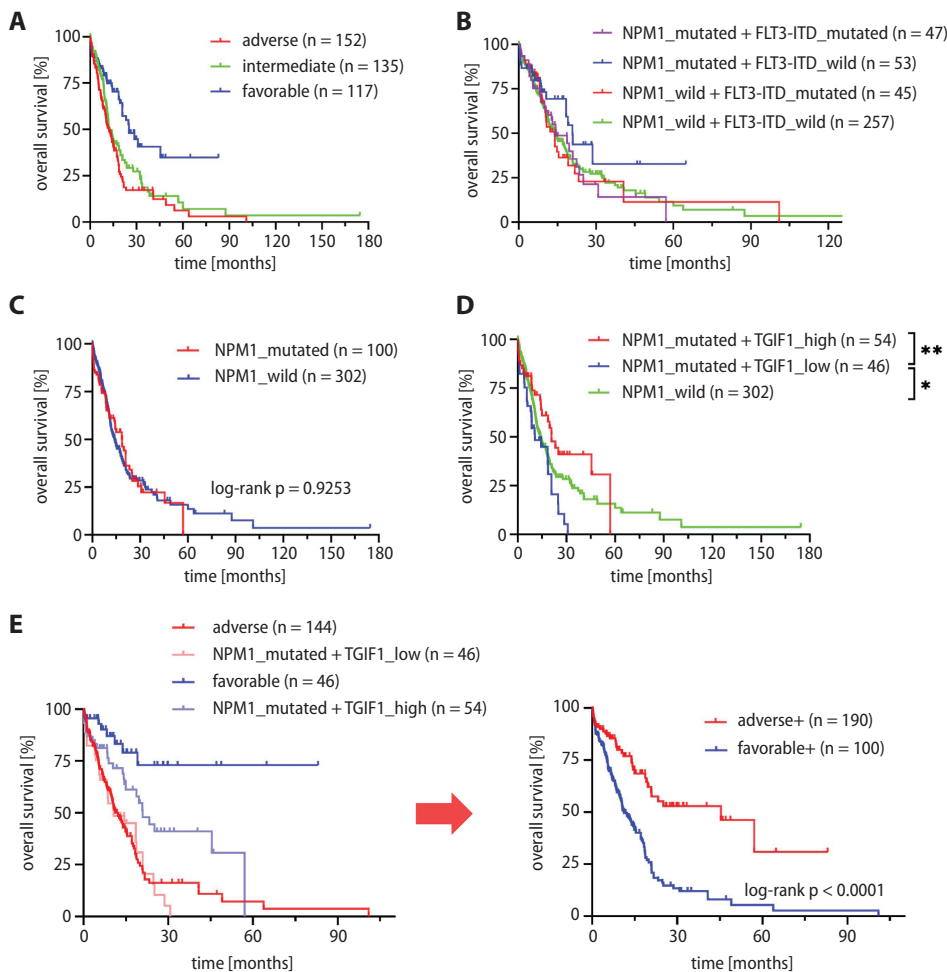 A
adverse (n = 152)
intermediate (n = 135)
favorable (n = 117)
overall survival [%]
100
75
50
25
0
0 30 60 90 120 150 180
time [months]
B
NPM1_mutated + FLT3-ITD_mutated (n = 47)
NPM1_mutated + FLT3-ITD_wild (n = 53)
NPM1_wild + FLT3-ITD_mutated (n = 45)
NPM1_wild + FLT3-ITD_wild (n = 257)
overall survival [%]
100
75
50
25
0
0 30 60 90 120
time [months]
C
NPM1_mutated (n = 100)
NPM1_wild (n = 302)
overall survival [%]
100
75
50
25
0
log-rank p = 0.9253
0 30 60 90 120 150 180
time [months]
D
NPM1_mutated + TGIF1_high (n = 54)
NPM1_mutated + TGIF1_low (n = 46)
NPM1_wild (n = 302)
**
*
overall survival [%]
100
75
50
25
0
0 30 60 90 120 150 180
time [months]
E
adverse (n = 144)
NPM1_mutated + TGIF1_low (n = 46)
favorable (n = 46)
NPM1_mutated + TGIF1_high (n = 54)
overall survival [%]
100
75
50
25
0
0 30 60 90
time [months]
adverse+ (n = 190)
favorable+ (n = 100)
overall survival [%]
100
75
50
25
0
log-rank p < 0.0001
0 30 60 90
time [months]